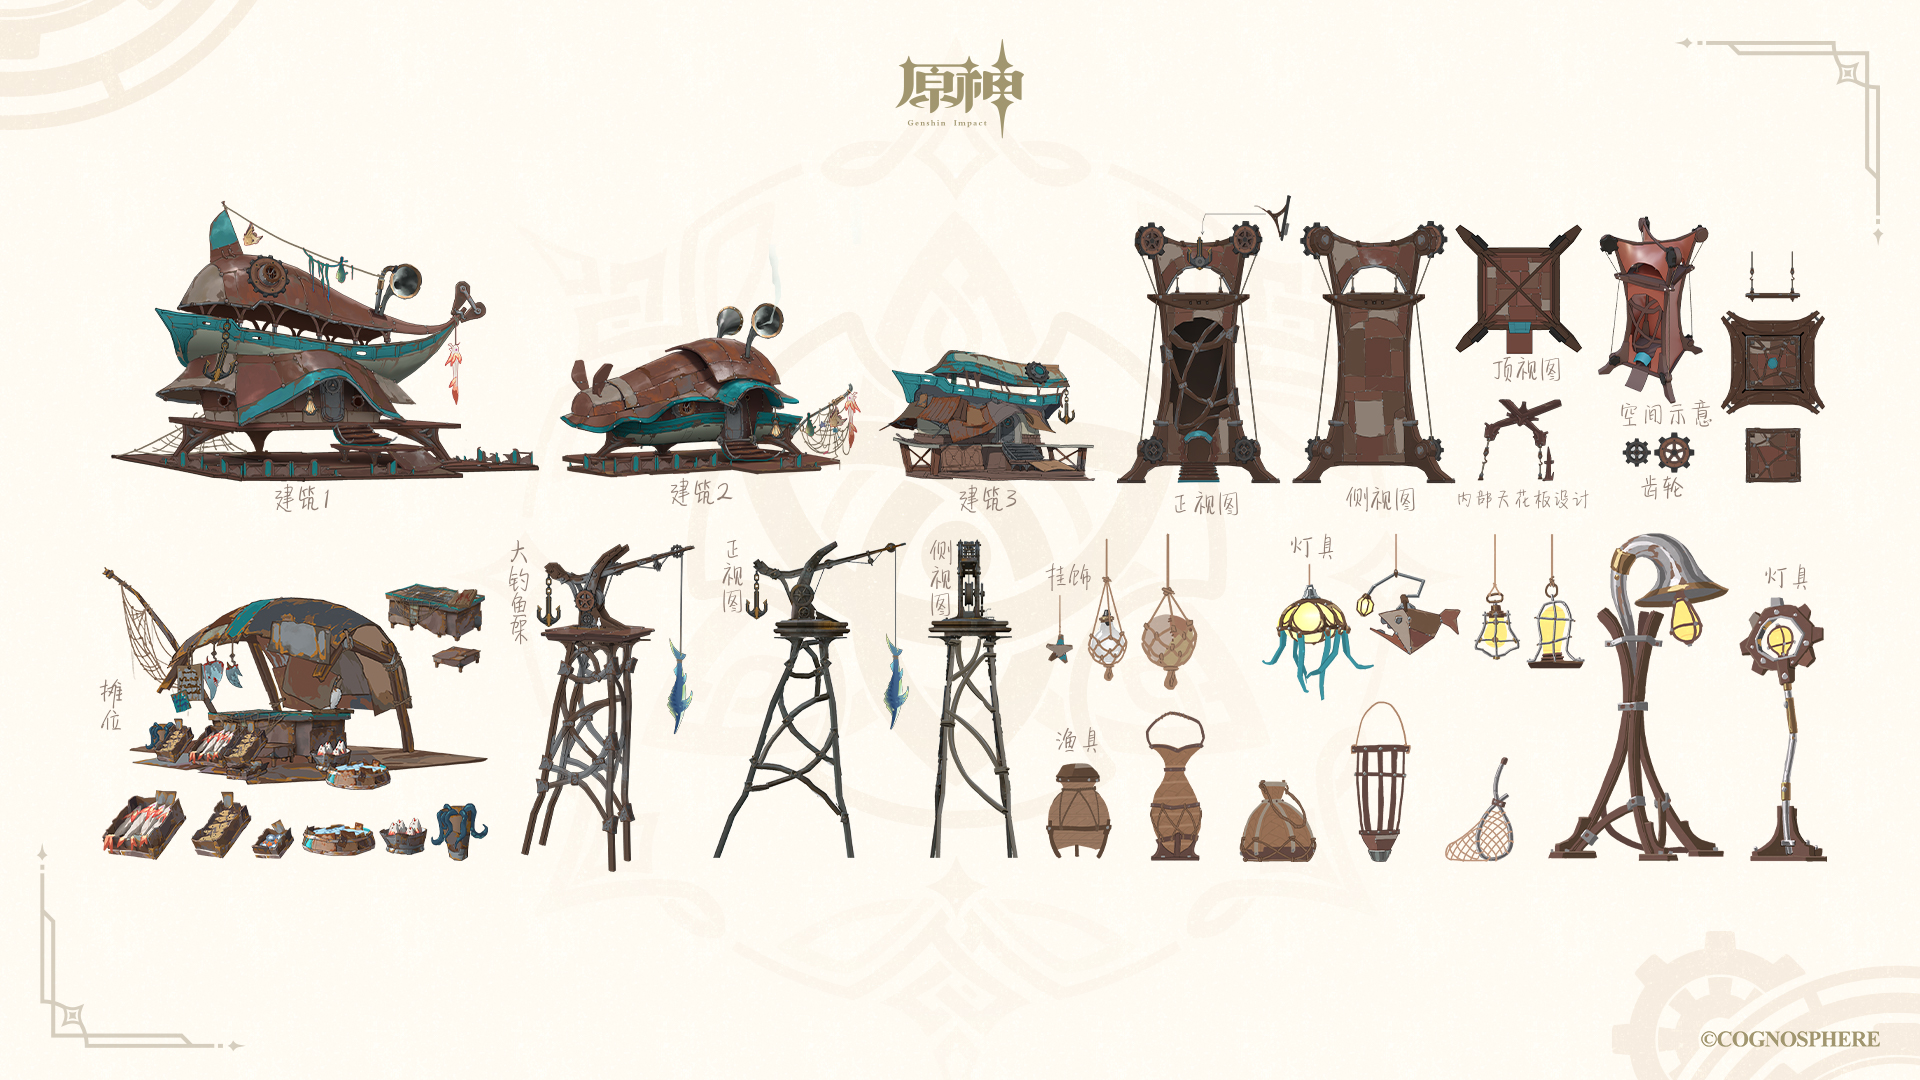 原神
Genshin Impact
建筑1
建筑2
建筑3
正视图
侧视图
顶视图
内部天花板设计
空间示意
齿轮
摊位
大钓鱼架
正视图
侧视图
挂饰
渔具
灯具
灯具
©COGNOSPHERE